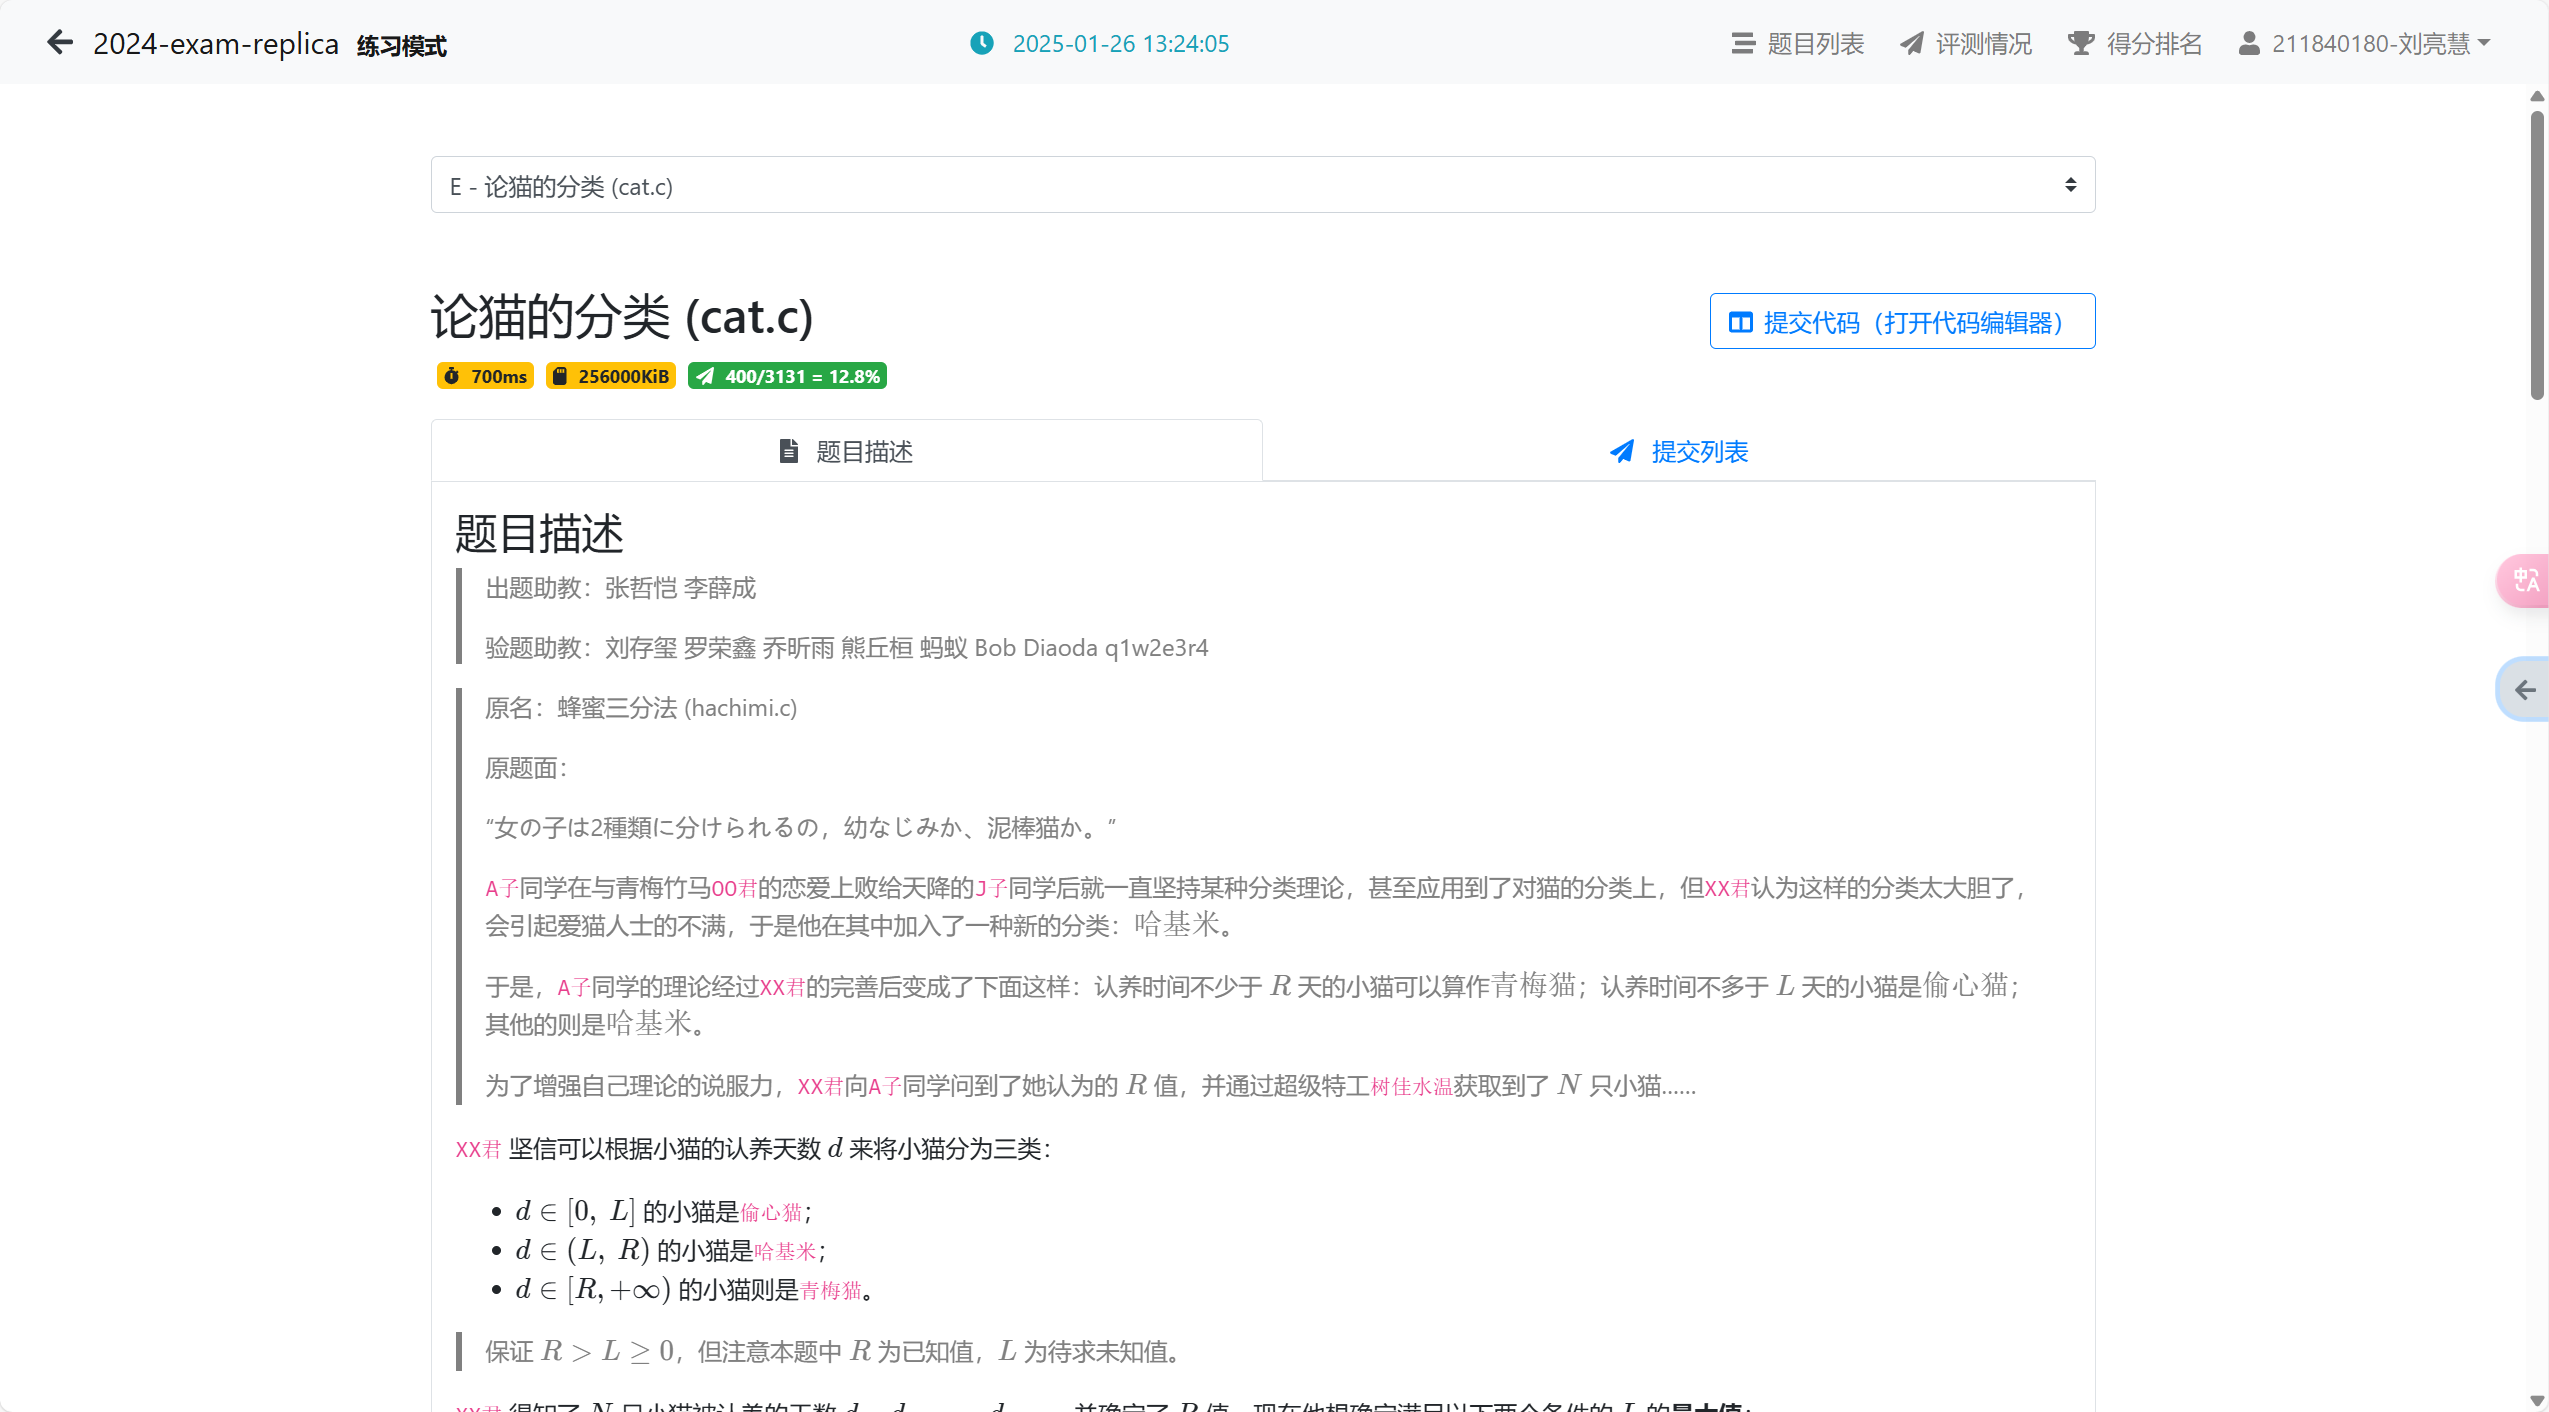 2024-exam-replica 练习模式
2025-01-26 13:24:05
题目列表 评测情况 得分排名 211840180-刘亮慧
E - 论猫的分类 (cat.c)
论猫的分类 (cat.c)
提交代码（打开代码编辑器）
700ms 256000KiB 400/3131 = 12.8%
题目描述 提交列表
题目描述
出题助教：张哲恺 李薛成
验题助教：刘存玺 罗荣鑫 乔昕雨 熊丘桓 蚂蚁 Bob Diaoda q1w2e3r4
原名：蜂蜜三分法 (hachimi.c)
原题面：
“女の子は2種類に分けられるの，幼なじみか、泥棒猫か。”
A子同学在与青梅竹马OO君的恋爱上败给天降的J子同学后就一直坚持某种分类理论，甚至应用到了对猫的分类上，但XX君认为这样的分类太大胆了，
会引起爱猫人士的不满，于是他在其中加入了一种新的分类：哈基米。
于是，A子同学的理论经过XX君的完善后变成了下面这样：认养时间不少于 R 天的小猫可以算作青梅猫；认养时间不多于 L 天的小猫是偷心猫；
其他的则是哈基米。
为了增强自己理论的说服力，XX君向A子同学问到了她认为的 R 值，并通过超级特工树佳水温获取到了 N 只小猫......
XX君 坚信可以根据小猫的认养天数 d 来将小猫分为三类：
• d ∈ [0, L] 的小猫是偷心猫；
• d ∈ (L, R) 的小猫是哈基米；
• d ∈ [R, +∞) 的小猫则是青梅猫。
保证 R > L ≥ 0，但注意本题中 R 为已知值，L 为待求未知值。